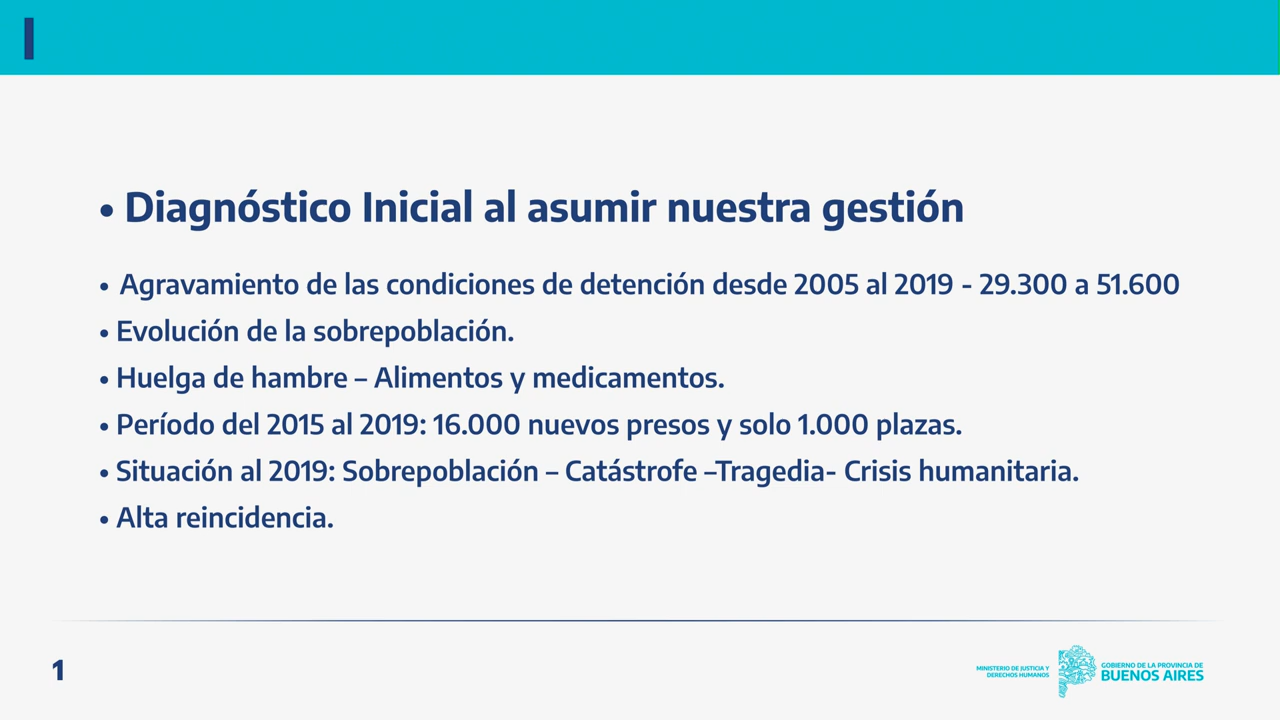 • Diagnóstico Inicial al asumir nuestra gestión
• Agravamiento de las condiciones de detención desde 2005 al 2019 - 29.300 a 51.600
• Evolución de la sobrepoblación.
• Huelga de hambre – Alimentos y medicamentos.
• Período del 2015 al 2019: 16.000 nuevos presos y solo 1.000 plazas.
• Situación al 2019: Sobrepoblación – Catástrofe –Tragedia- Crisis humanitaria.
• Alta reincidencia.
1
MINISTERIO DE JUSTICIA Y
DERECHOS HUMANOS
GOBIERNO DE LA PROVINCIA DE
BUENOS AIRES